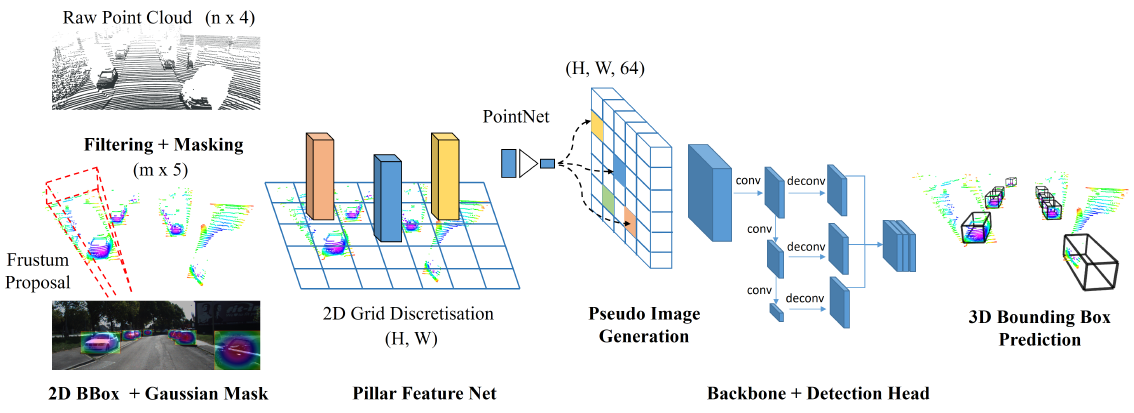 Raw Point Cloud (n x 4)
Filtering + Masking
(m x 5)
Frustum
Proposal
2D BBox + Gaussian Mask
2D Grid Discretisation
(H, W)
Pillar Feature Net
PointNet
(H, W, 64)
Pseudo Image
Generation
conv
deconv
conv
deconv
conv
deconv
Backbone + Detection Head
3D Bounding Box
Prediction